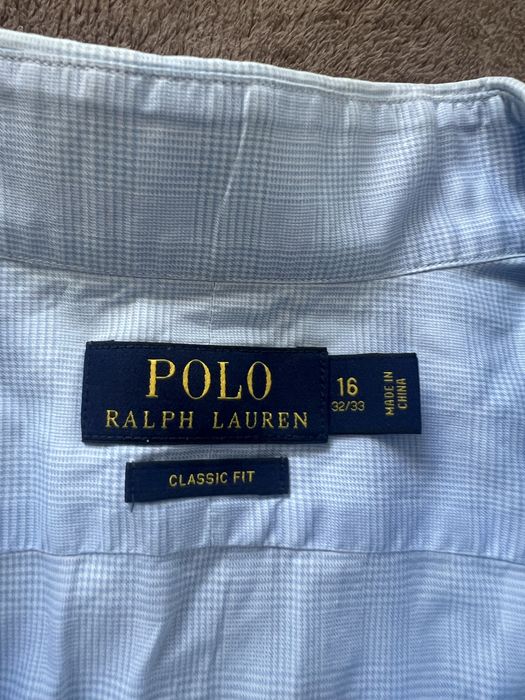 POLO
RALPH LAUREN
16
32/33
MADE IN
CHINA
CLASSIC FIT